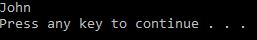 John
Press any key to continue . . .